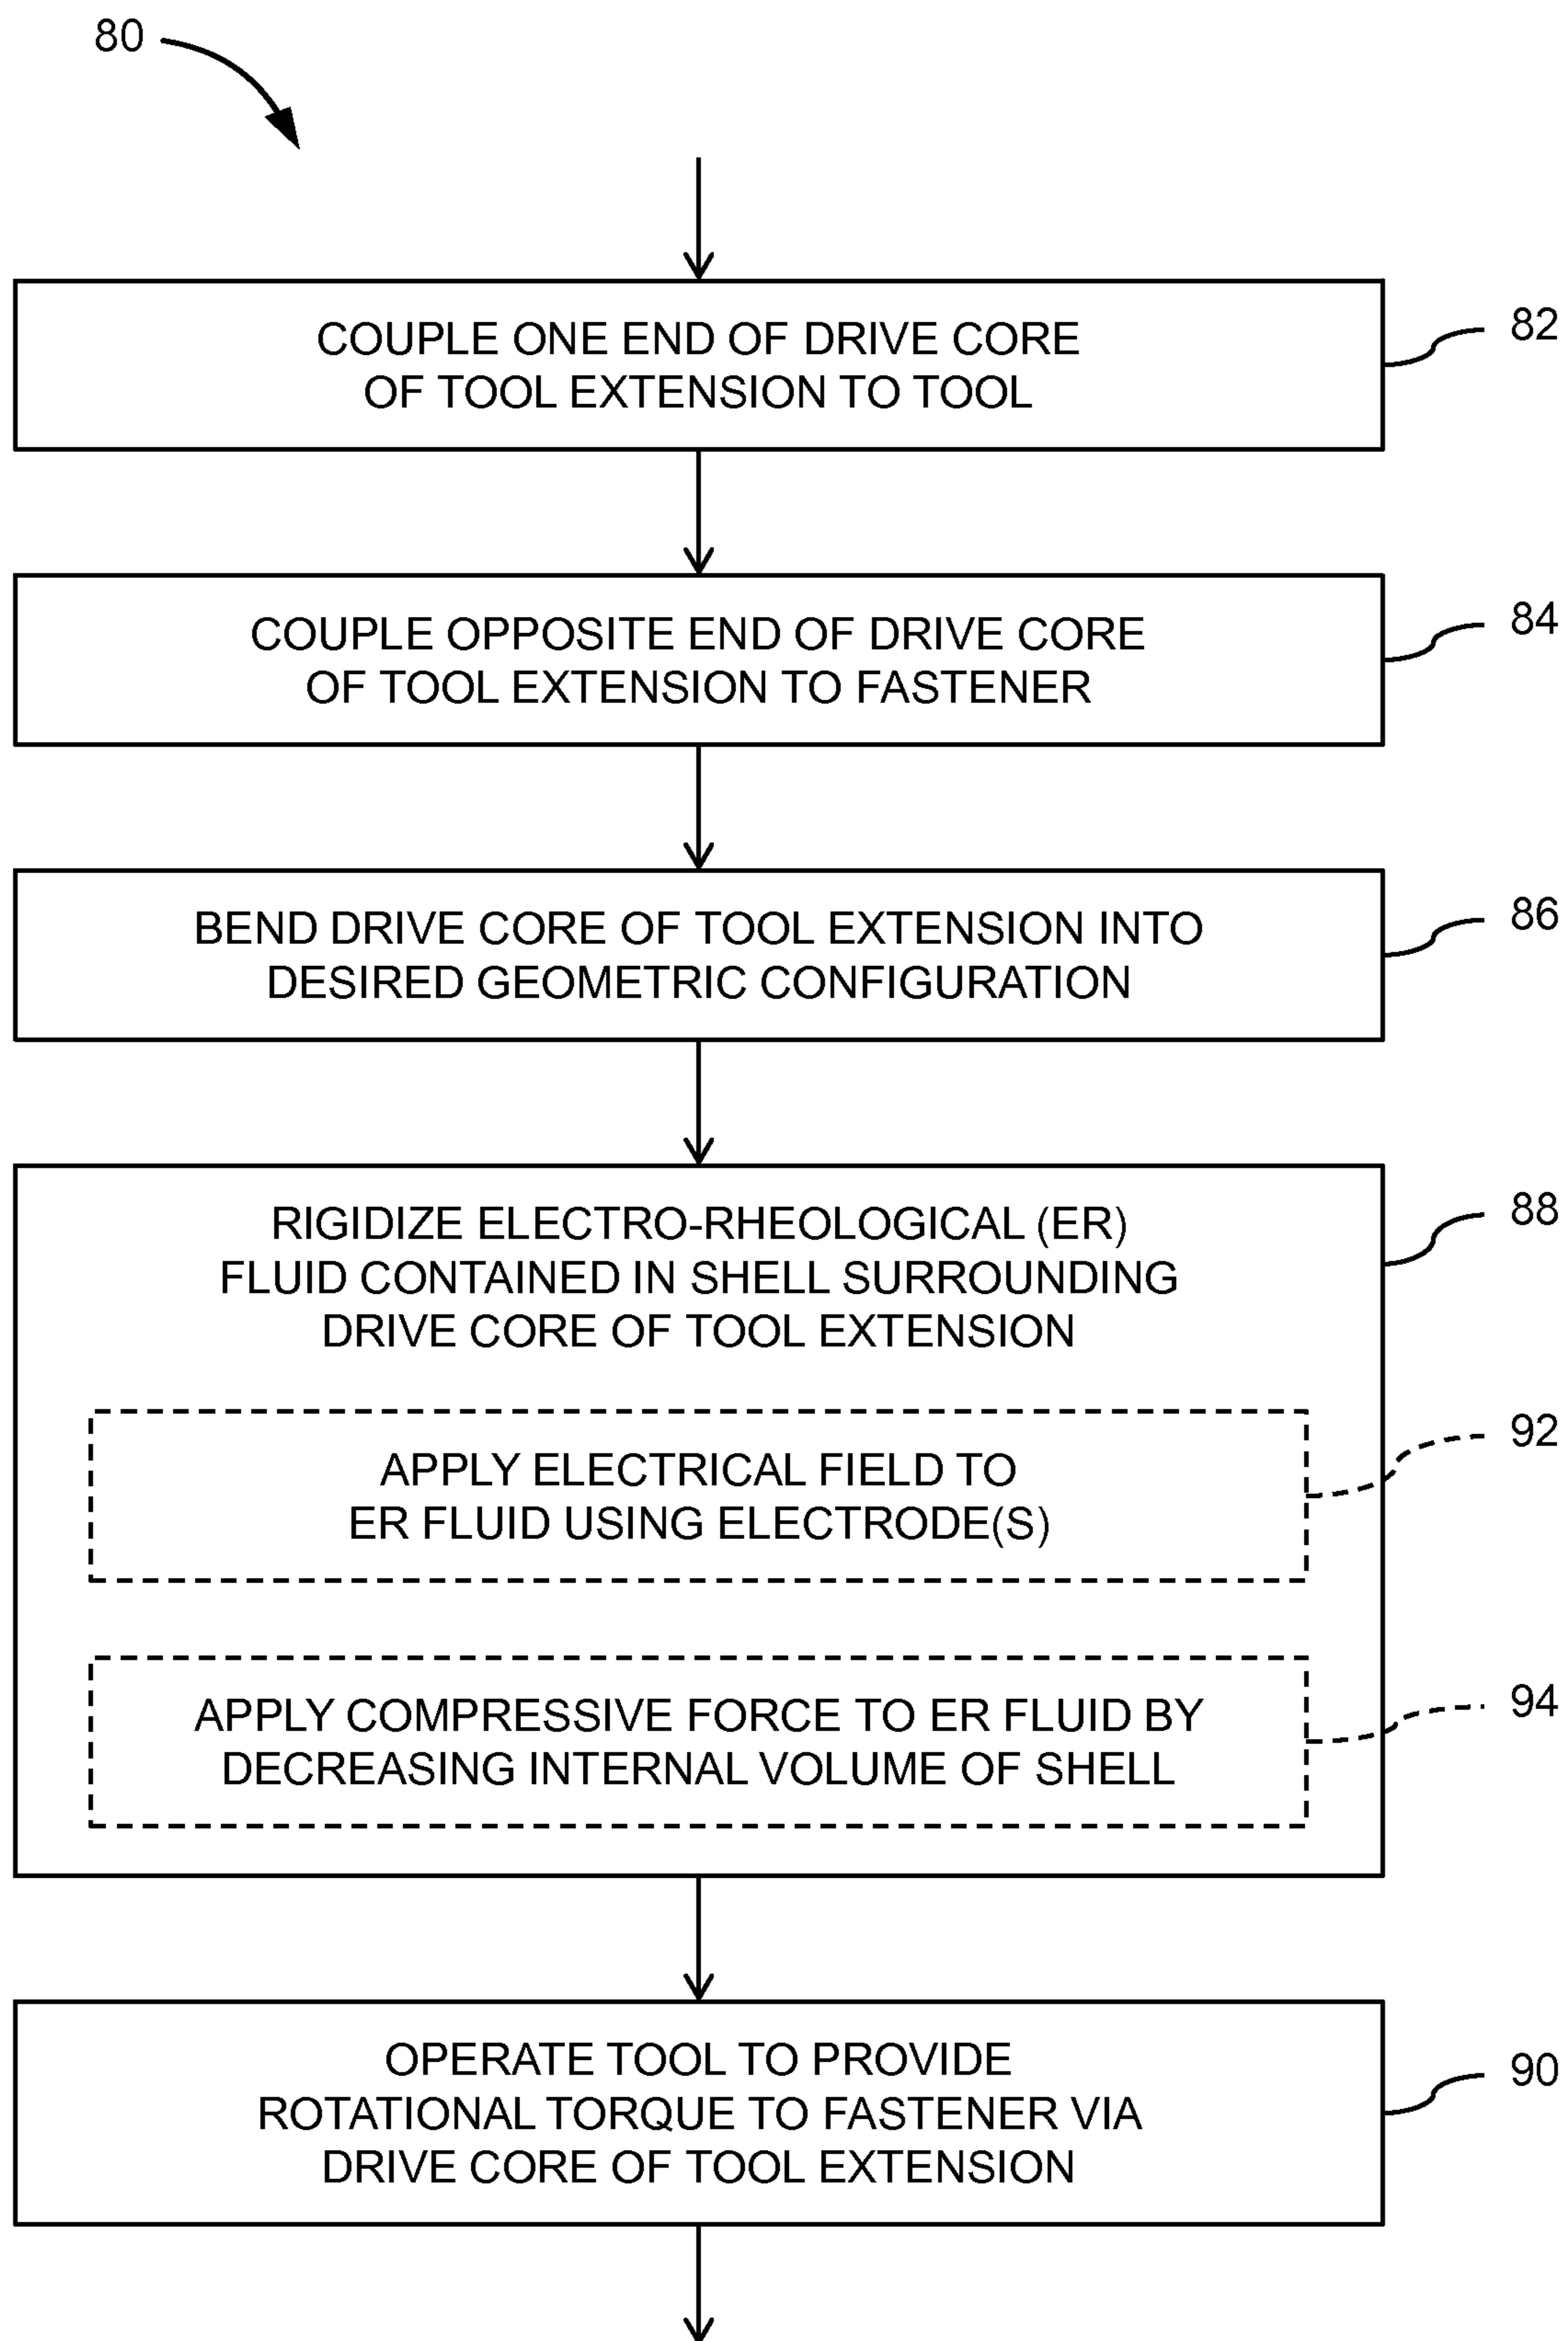 80
COUPLE ONE END OF DRIVE CORE
OF TOOL EXTENSION TO TOOL
82
COUPLE OPPOSITE END OF DRIVE CORE
OF TOOL EXTENSION TO FASTENER
84
BEND DRIVE CORE OF TOOL EXTENSION INTO
DESIRED GEOMETRIC CONFIGURATION
86
RIGIDIZE ELECTRO-RHEOLOGICAL (ER)
FLUID CONTAINED IN SHELL SURROUNDING
DRIVE CORE OF TOOL EXTENSION
88
APPLY ELECTRICAL FIELD TO
ER FLUID USING ELECTRODE(S)
92
APPLY COMPRESSIVE FORCE TO ER FLUID BY
DECREASING INTERNAL VOLUME OF SHELL
94
OPERATE TOOL TO PROVIDE
ROTATIONAL TORQUE TO FASTENER VIA
DRIVE CORE OF TOOL EXTENSION
90